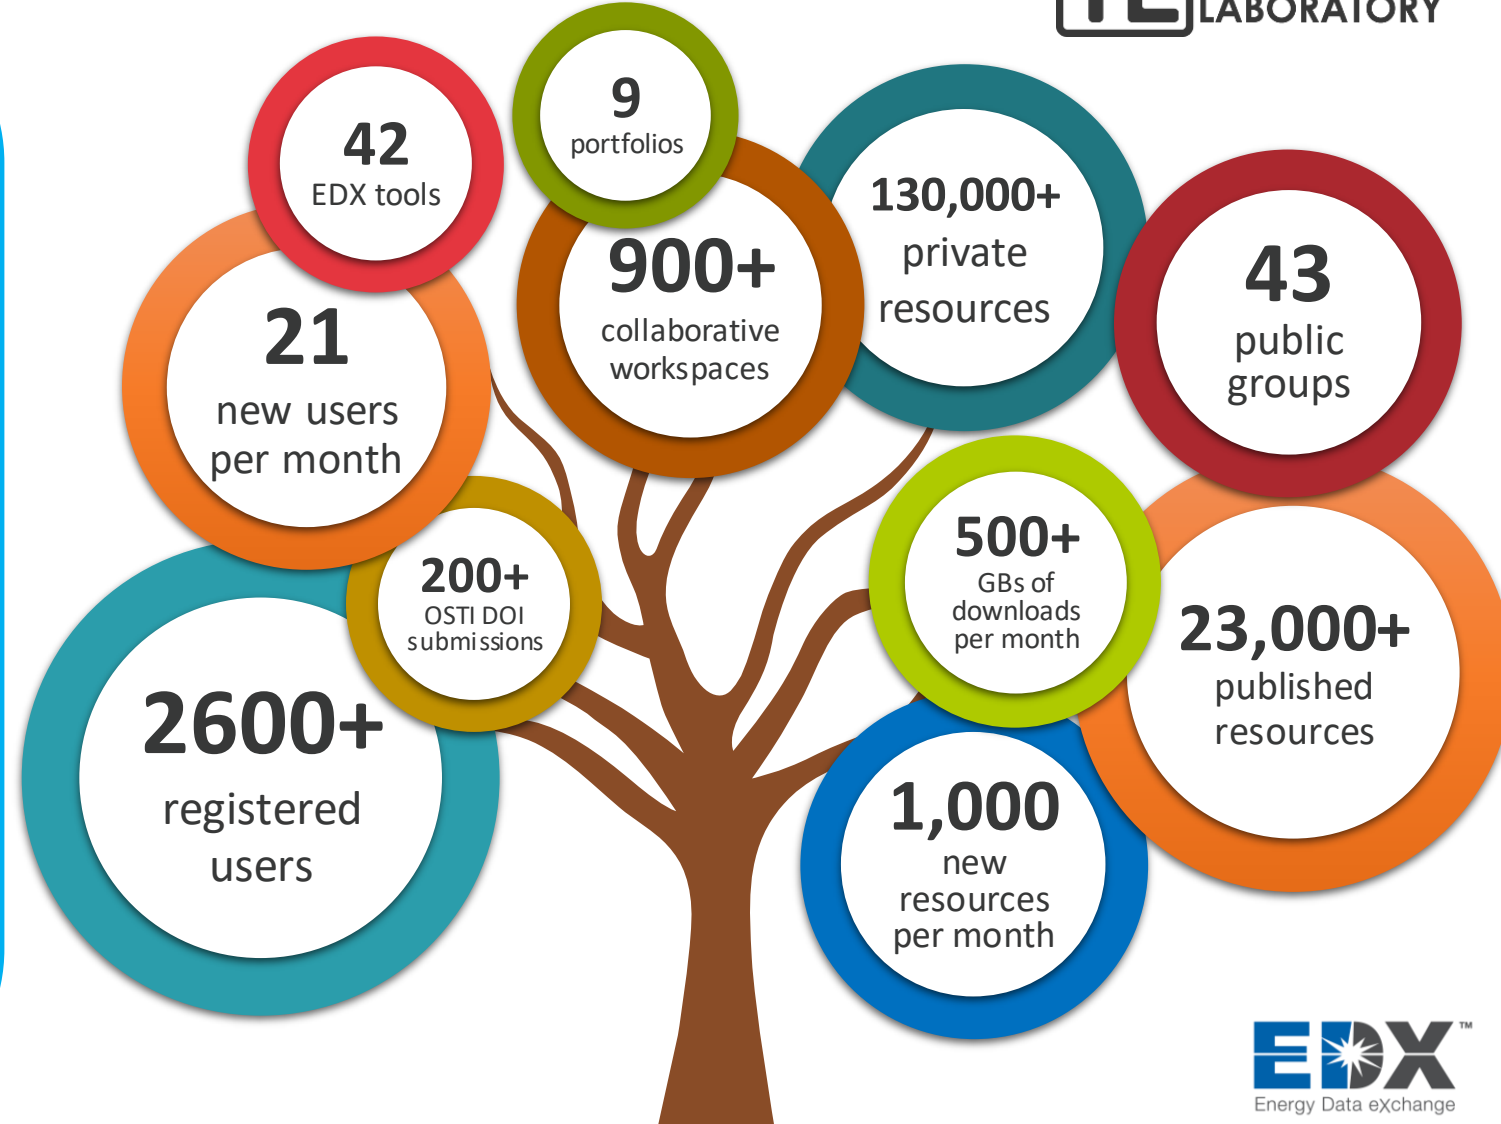 LABORATORY
9
portfolios
42
EDX tools
130,000+
private
resources
900+
collaborative
workspaces
43
public
groups
21
new users
per month
500+
GBs of
downloads
per month
200+
OSTI DOI
submissions
23,000+
published
resources
2600+
registered
users
1,000
new
resources
per month
EDX™
Energy Data eXchange